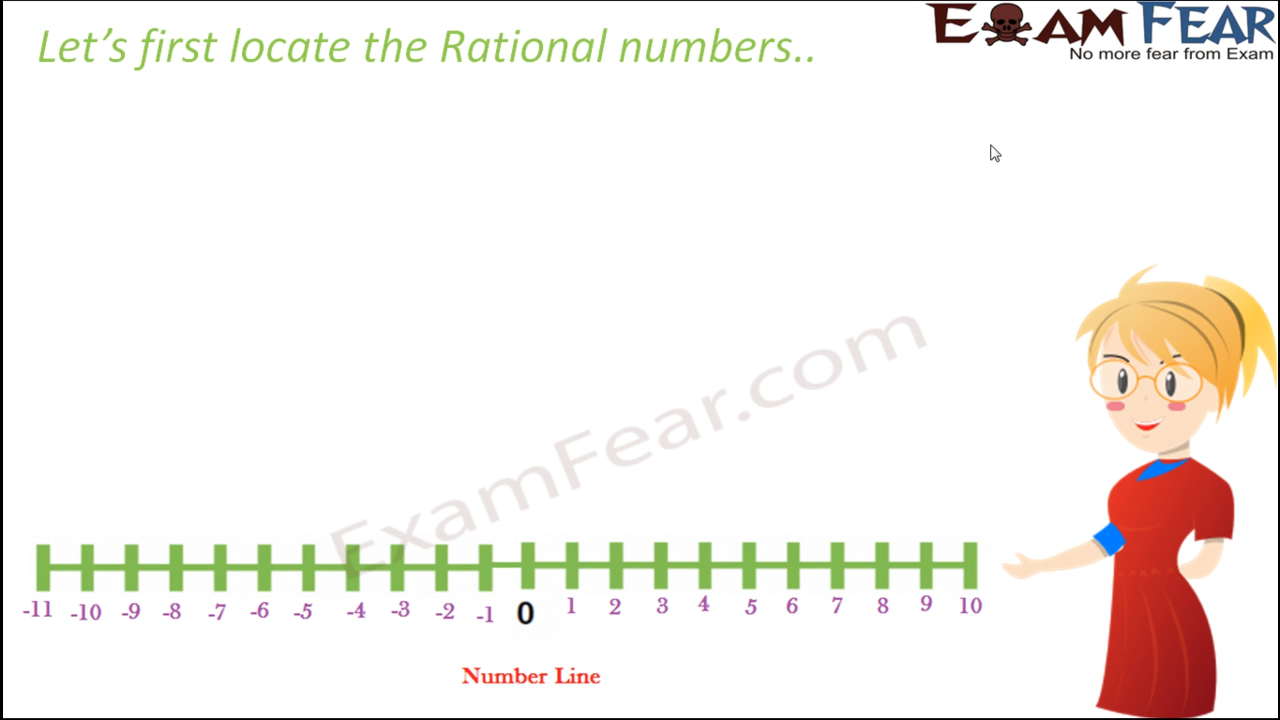 Let's first locate the Rational numbers..
EXAM FEAR
No more fear from Exam
ExamFear.com
-11 -10 -9 -8 -7 -6 -5 -4 -3 -2 -1 0 1 2 3 4 5 6 7 8 9 10
Number Line